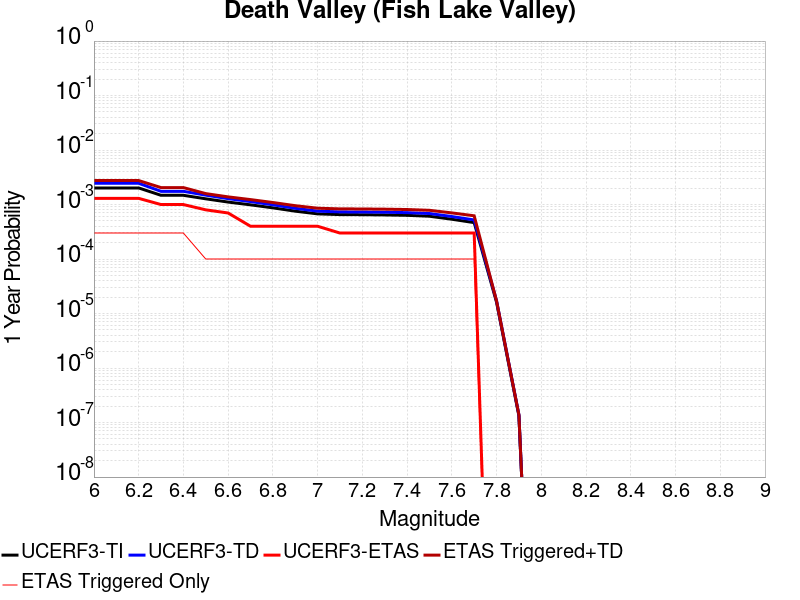 Death Valley (Fish Lake Valley)
10^0
10^-1
10^-2
10^-3
10^-4
10^-5
10^-6
10^-7
10^-8
1 Year Probability
6 6.2 6.4 6.6 6.8 7 7.2 7.4 7.6 7.8 8 8.2 8.4 8.6 8.8 9
Magnitude
UCERF3-TI UCERF3-TD UCERF3-ETAS ETAS Triggered+TD
ETAS Triggered Only